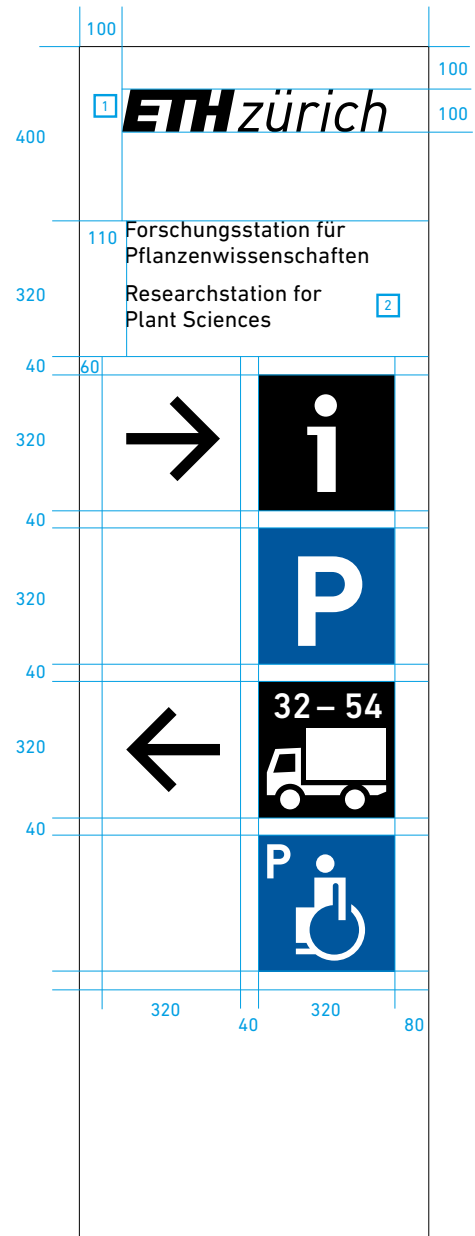 100
100
1
ETH zürich
100
400
110
Forschungsstation für
Pflanzenwissenschaften
320
Researchstation for
2
Plant Sciences
40
60
320
i
40
320
P
40
32 – 54
320
40
P
320
40
320
80